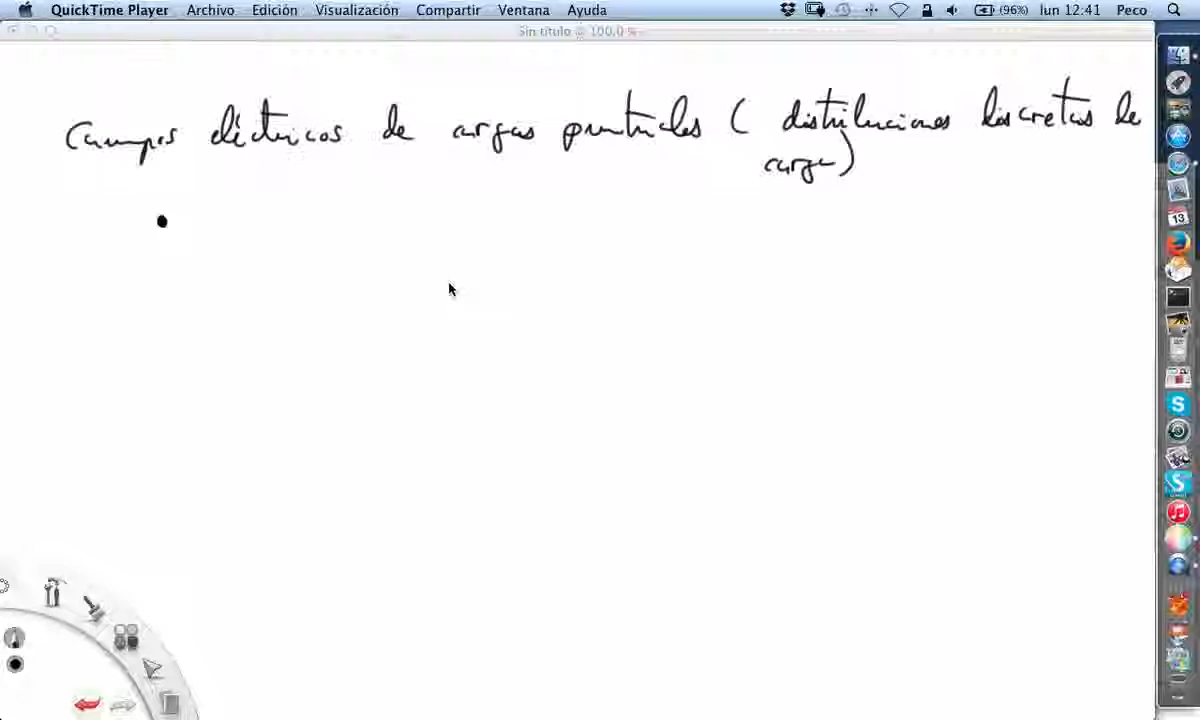 QuickTime Player Archivo Edición Visualización Compartir Ventana Ayuda (96%) lun 12:41 Peco
Sin título @ 100.0 %
Campos eléctricos de cargas puntuales ( distribuciones discretas de
carga)
13